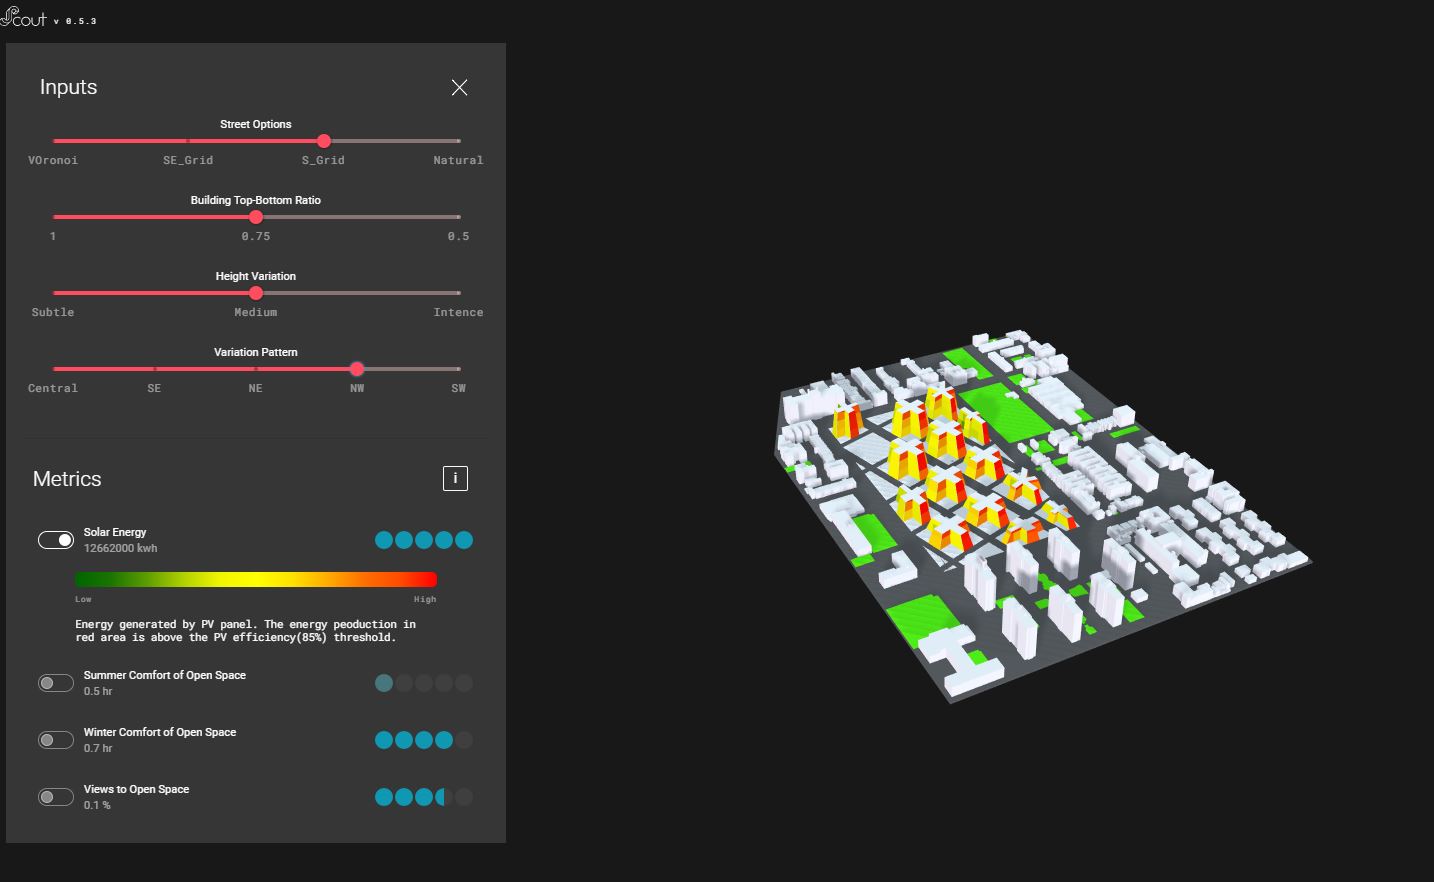 Scout v 0.5.3
Inputs
Street Options
VOronoi SE_Grid S_Grid Natural
Building Top-Bottom Ratio
1 0.75 0.5
Height Variation
Subtle Medium Intence
Variation Pattern
Central SE NE NW SW
Metrics
i
Solar Energy
12662000 kwh
Low High
Energy generated by PV panel. The energy peoduction in
red area is above the PV efficiency(85%) threshold.
Summer Comfort of Open Space
0.5 hr
Winter Comfort of Open Space
0.7 hr
Views to Open Space
0.1 %